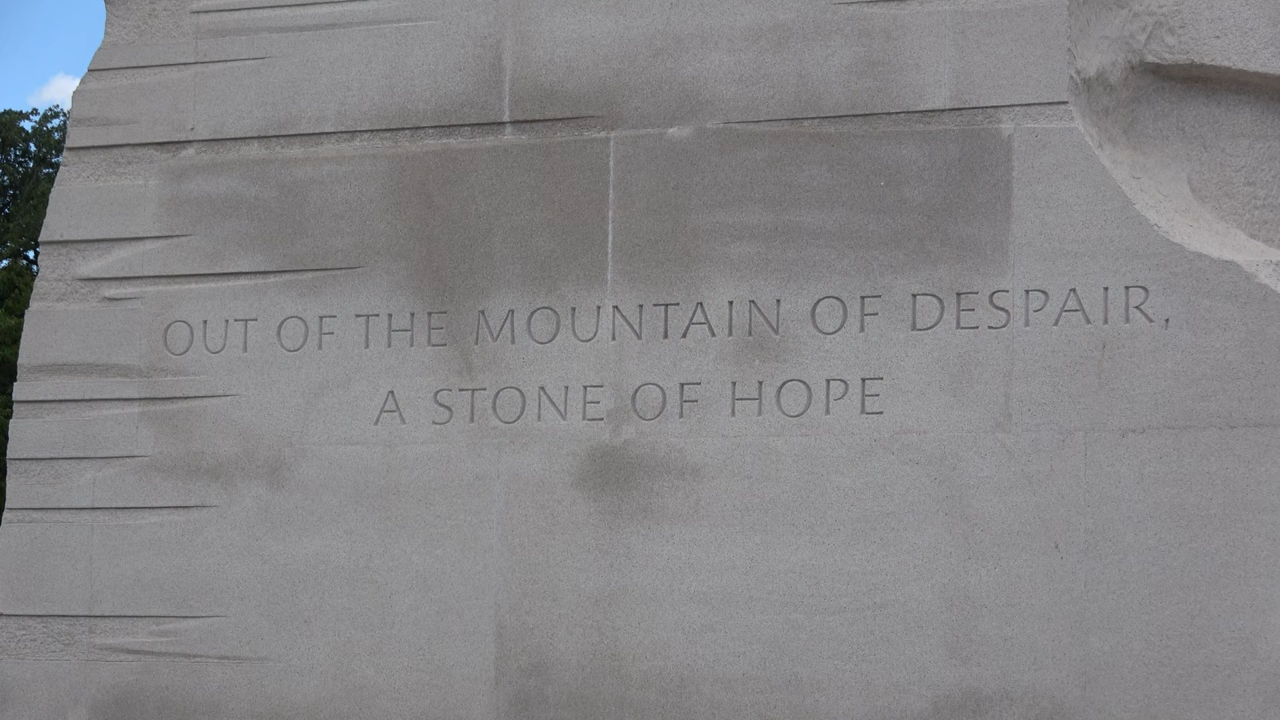 OUT OF THE MOUNTAIN OF DESPAIR,
A STONE OF HOPE